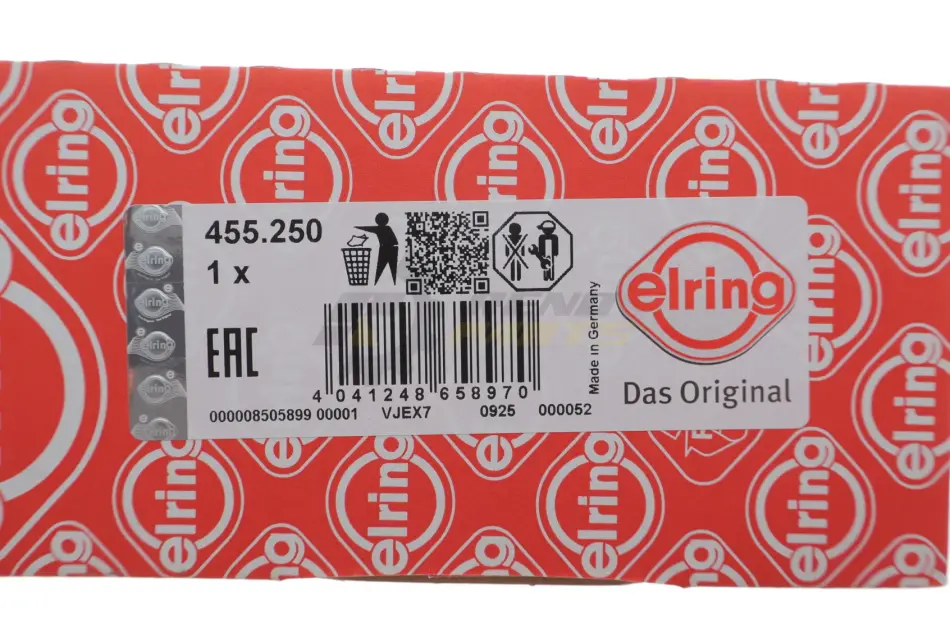 455.250
1 x
EAC
elring
Das Original
Made in Germany
4 041248 658970
000008505899 00001 VJEX7 0925 000052